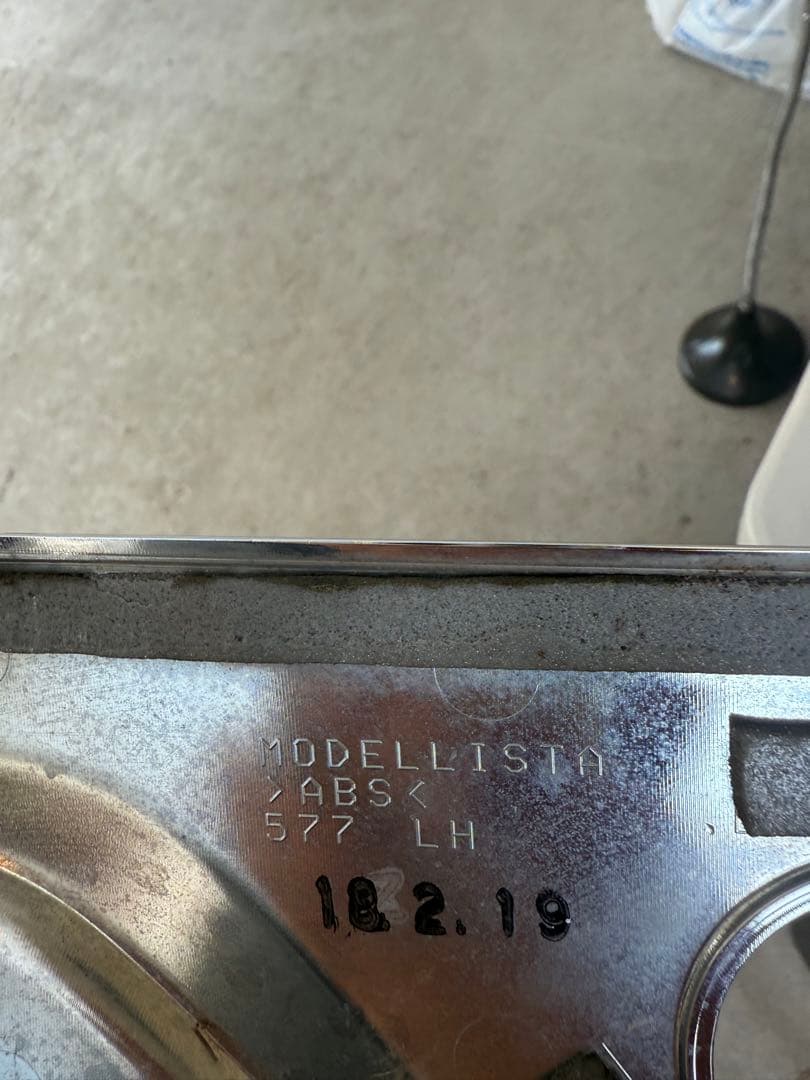 MODELLISTA
>ABS<
577 LH
18.2.19